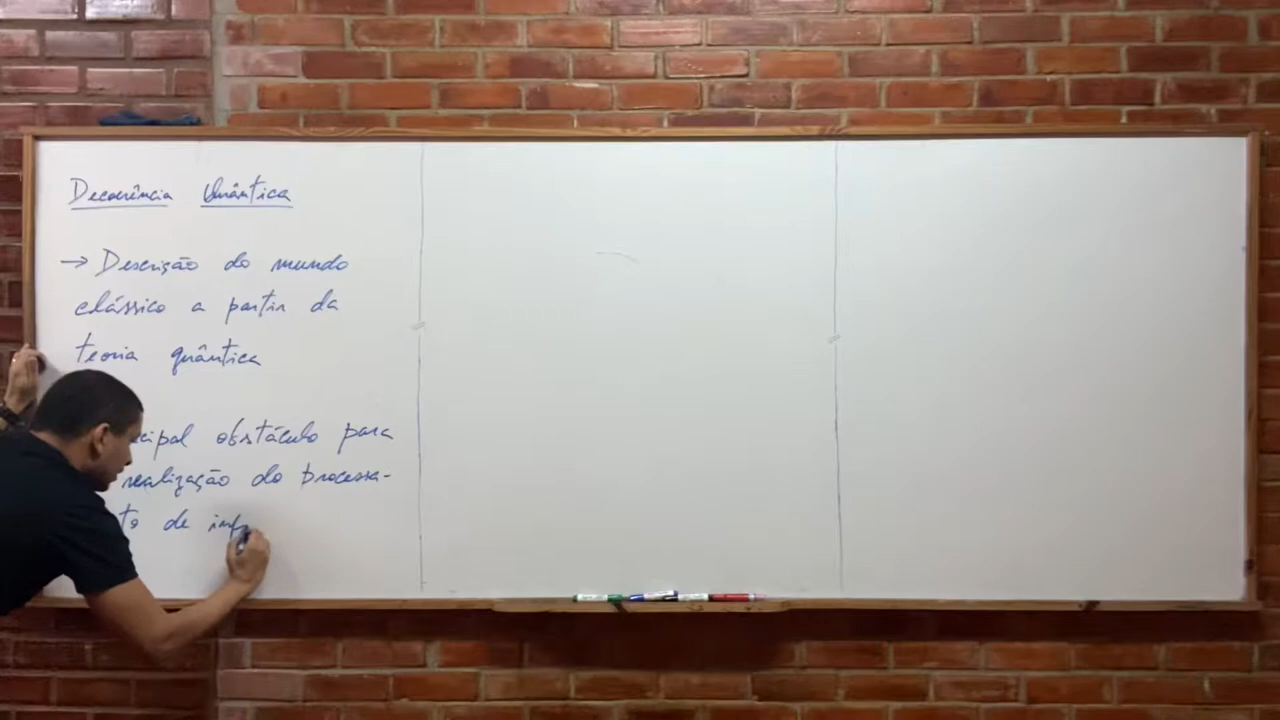 Decoerência Quântica
→ Descrição do mundo
clássico a partir da
teoria quântica
cipal obstáculo para
realização do processa-
to de inf